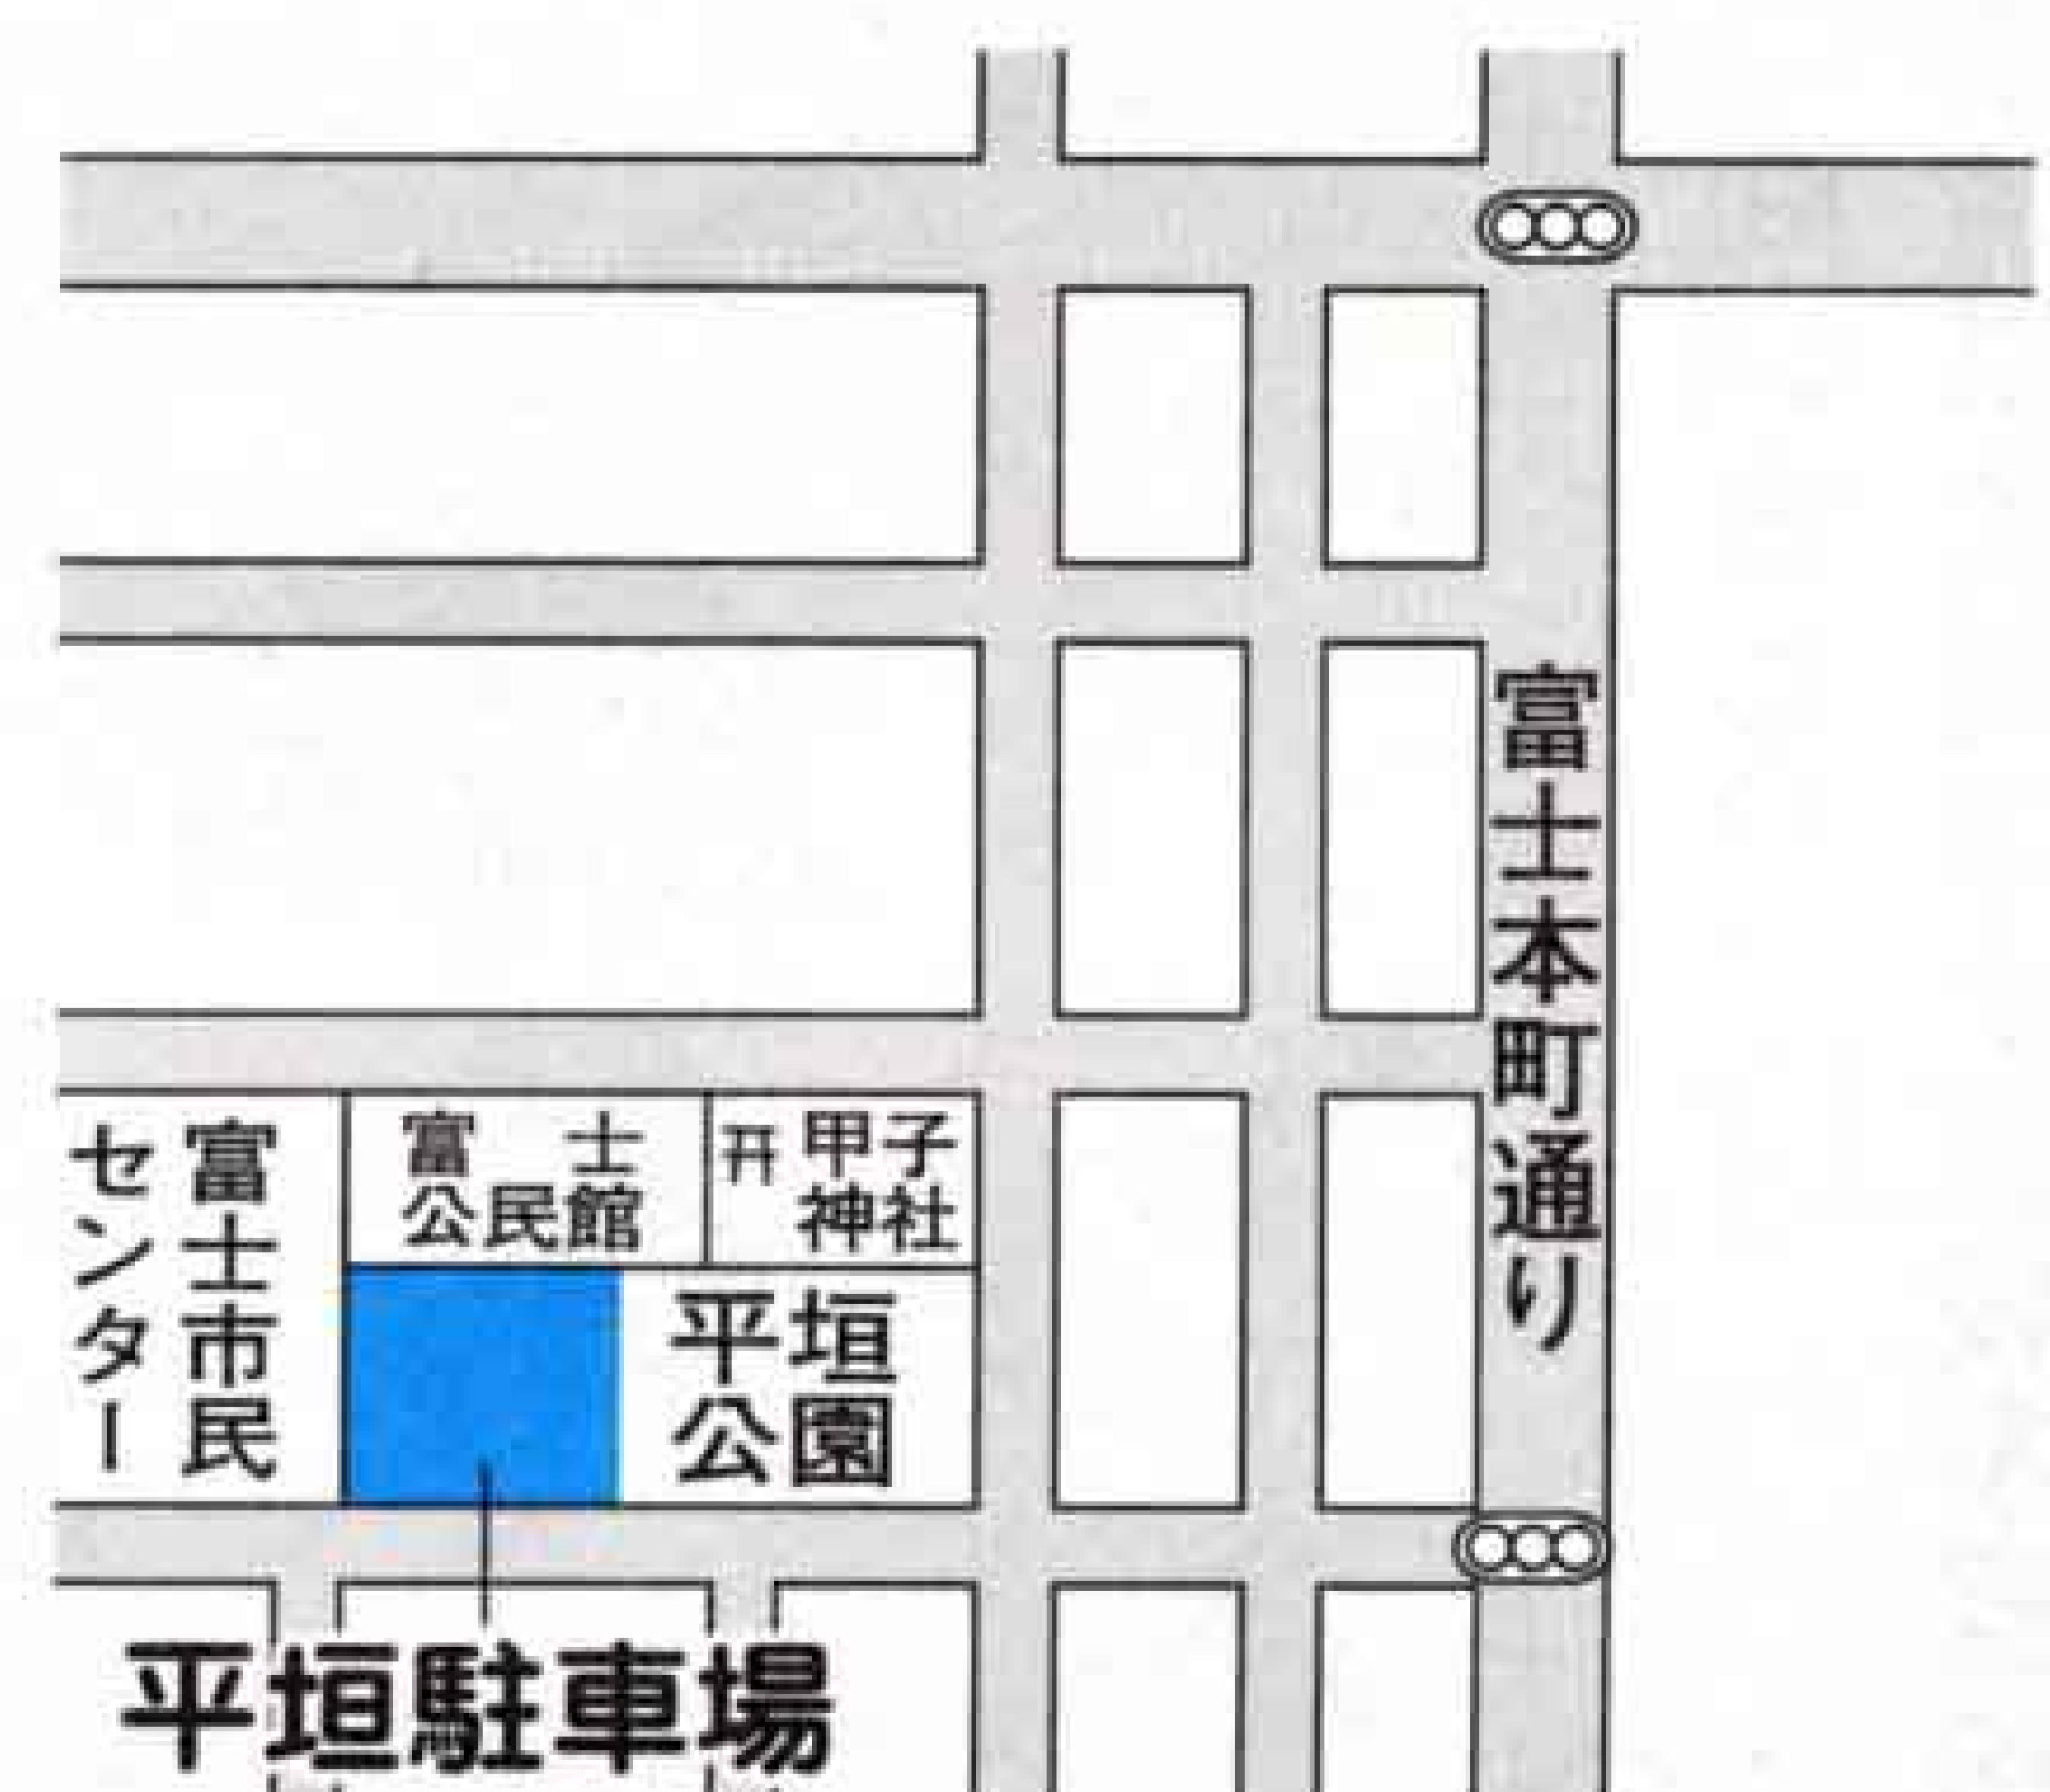 富士本町通り
富士
公民館
甲子
神社
富士市民
センター
平垣
公園
平垣駐車場